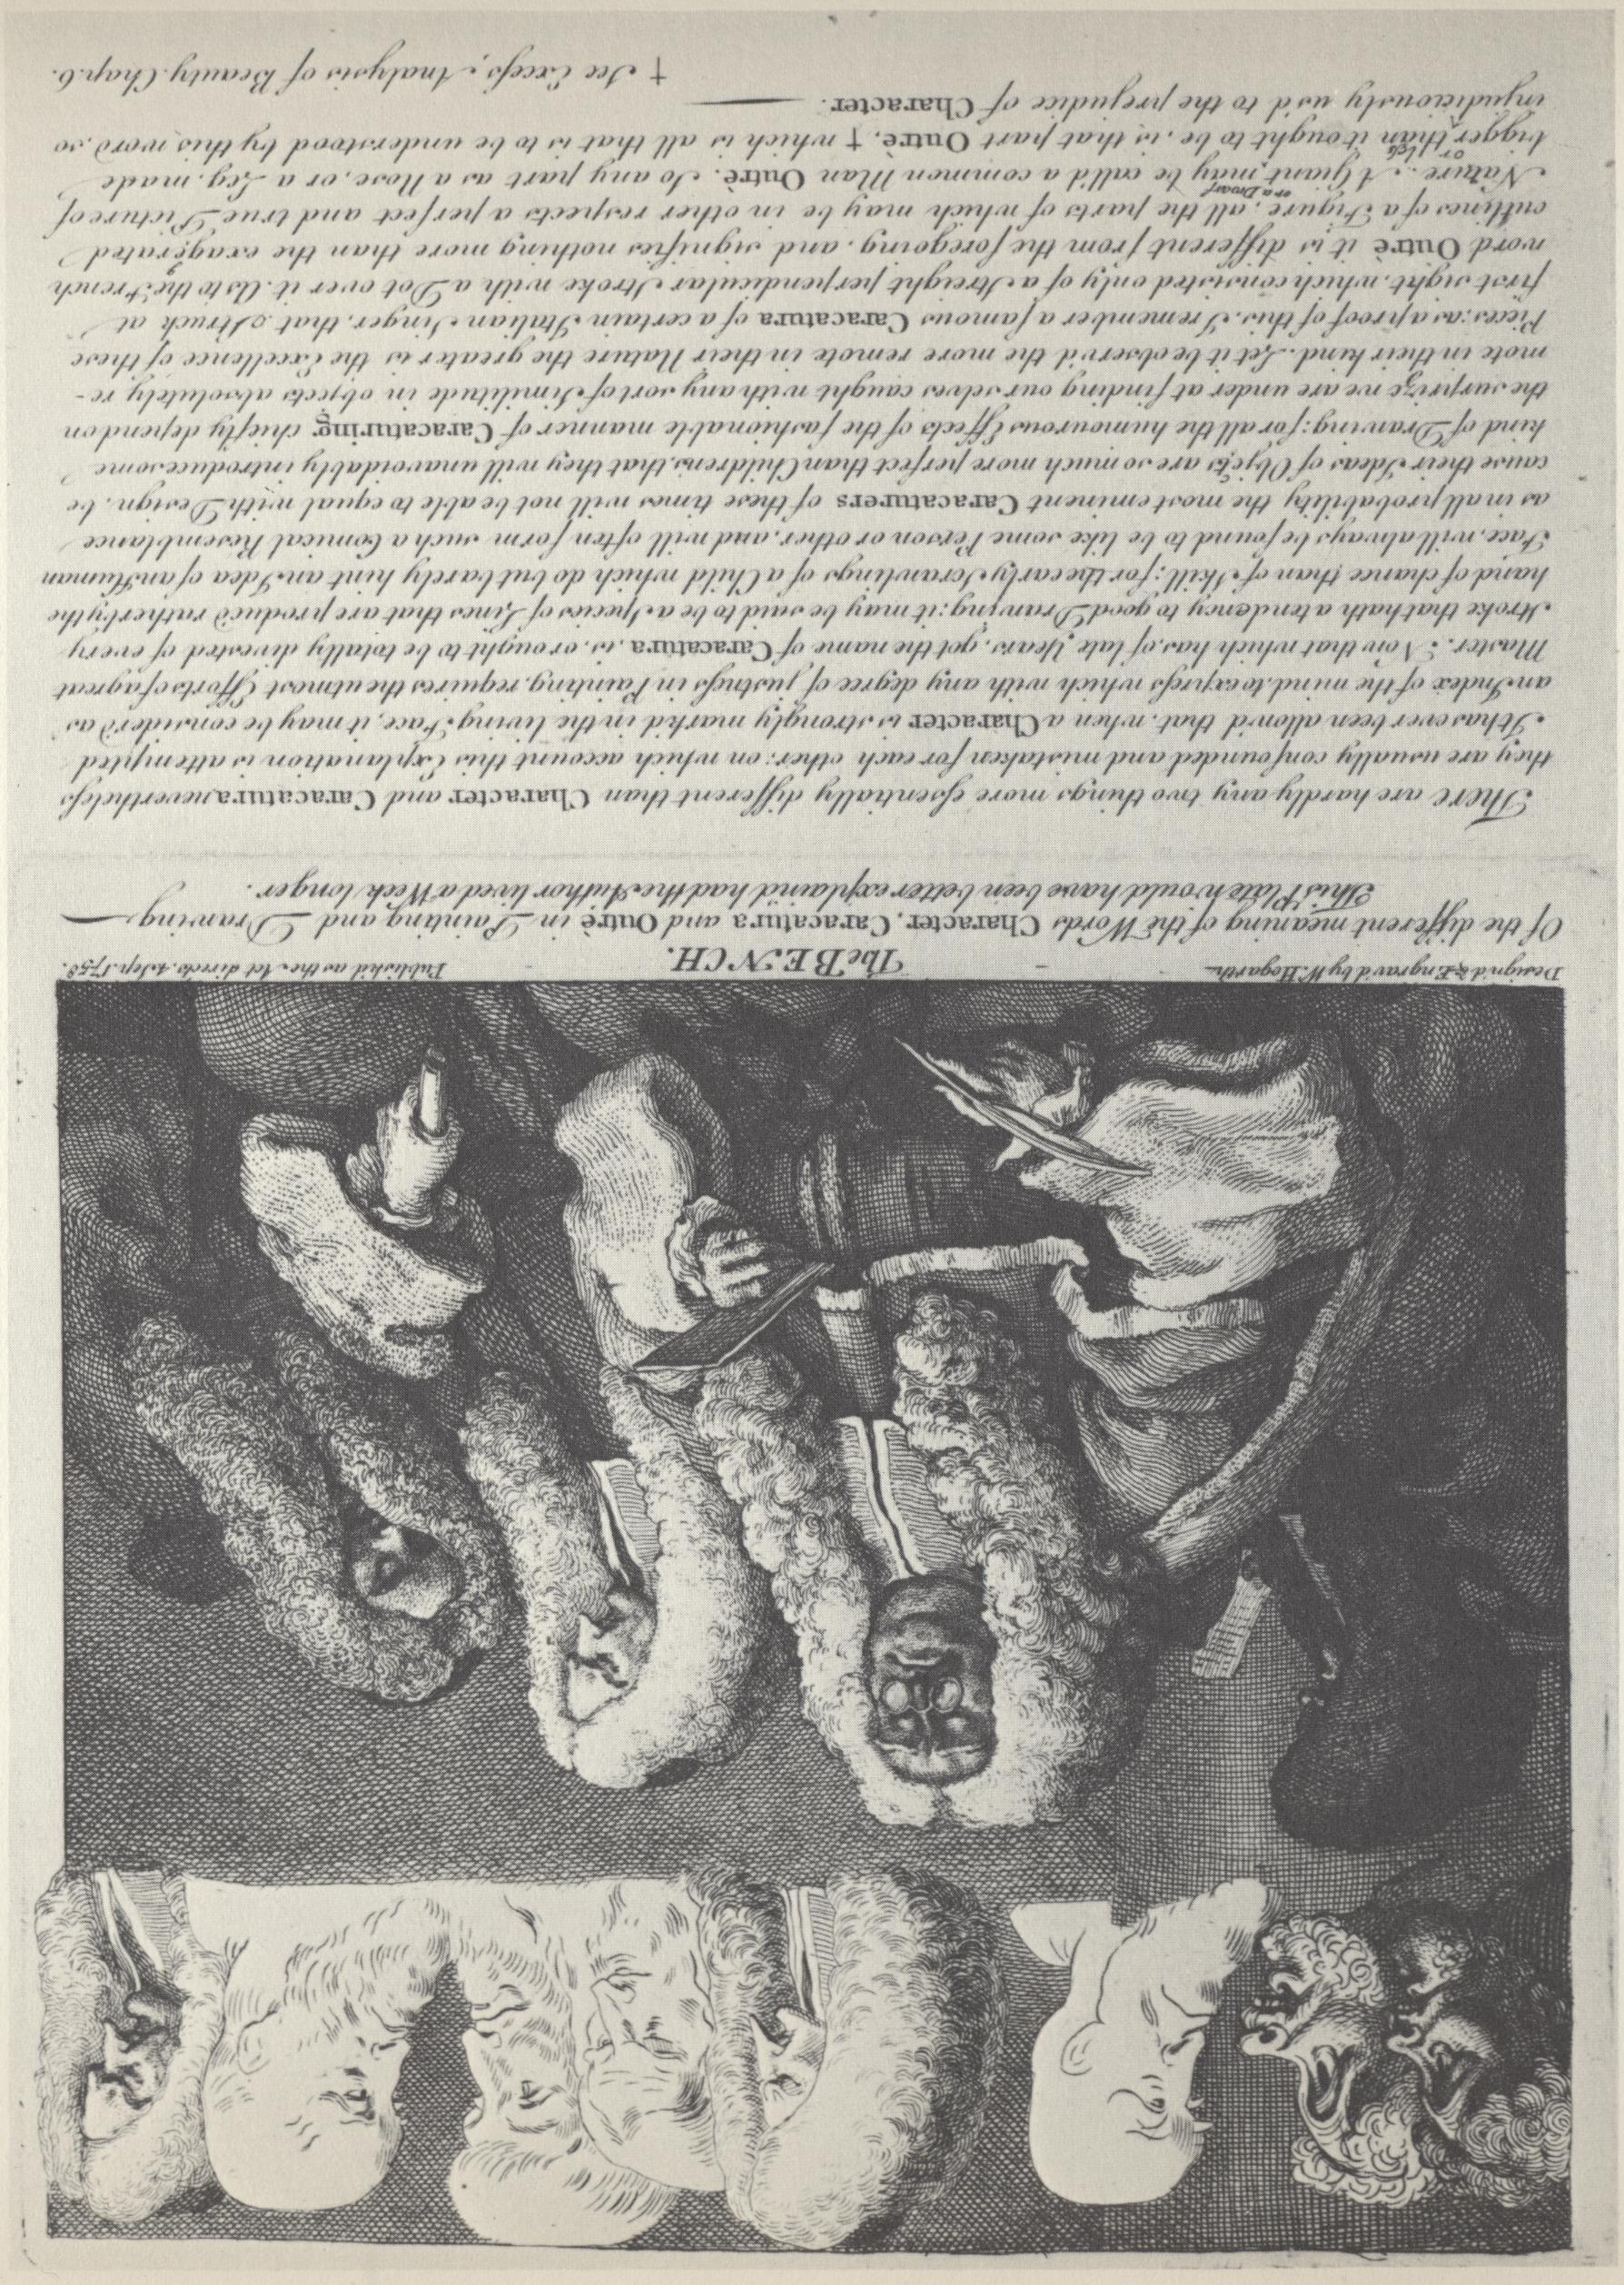 Design'd & Engrav'd by W. Hogarth
The BENCH.
Publish'd as the Act directs. 4 Sep. 1758.
Of the different meaning of the Words Character, Caracatura and Outrè in Painting and Drawing
This Plate would have been better explain'd had the Author lived a Week longer.
There are hardly any two things more essentially different than Character and Caracatura, nevertheless
they are usually confounded and mistaken for each other: on which account this Explanation is attempted
It has ever been allow'd that, when a Character is strongly mark'd in the living Face, it may be consider'd as
an Index of the mind, to express which with any degree of justness in Painting, requires the utmost Efforts of a great
Master. Now that which has, of late Years, got the name of Caracatura, is, or ought to be totally divested of every
Stroke that hath a tendency to good Drawing: it may be said to be a Species of Lines that are produc'd rather by the
hand of chance than of Skill; for the early Scrawlings of a Child which do but barely hint an Idea of an Human
Face, will always be found to be like some Person or other, and will often form such a Comical Resemblance
as in all probability the most eminent Caracaturers of these times will not be able to equal with Design, be
cause their Ideas of Objects are so much more perfect than Childrens, that they will unavoidably introduce some
kind of Drawing: for all the humourous Effects of the fashionable manner of Caracaturing chiefly depend on
the surprize we are under at finding our selves caught with any sort of Similitude in objects absolutely re-
mote in their kind. Let it be observ'd the more remote in their Nature the greater is the Excellence of these
Pieces: as a proof of this, I remember a famous Caracatura of a certain Italian Singer, that Struck at
first sight, which consisted only of a Streight perpendicular Stroke with a Dot over it. As to the French
word Outrè it is different from the foregoing, and signifies nothing more than the exagerated
outlines of a Figure, all the parts of which may be in other respects a perfect and true Picture of
Nature. A Giant or a Dwarf may be call'd a common Man Outrè. So any part as a Nose, or a Leg, made
bigger or less than it ought to be, is that part Outrè, † which is all that is to be understood by this word, so
injudiciously us'd to the prejudice of Character.
† See Excess, Analysis of Beauty. Chap. 6.